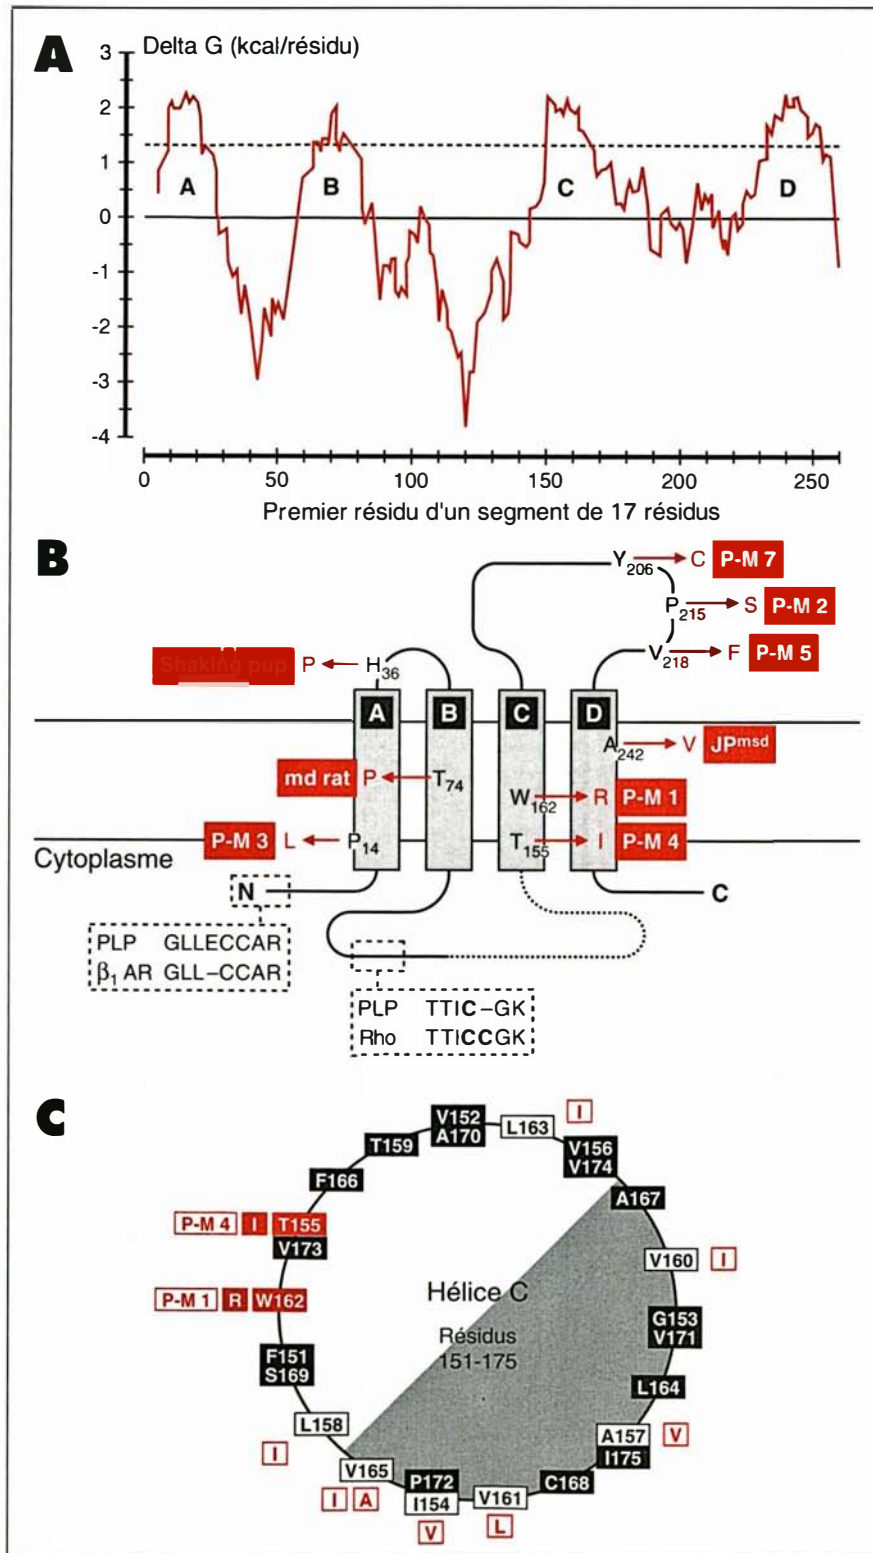 A
Delta G (kcal/résidu)
3
2
1
0
-1
-2
-3
-4
A
B
C
D
0
50
100
150
200
250
Premier résidu d'un segment de 17 résidus
B
Y206 C P-M 7
P215 S P-M 2
V218 F P-M 5
Shaking pup P H36
A B C D
A242 V JPmsd
md rat P T74
W162 R P-M 1
P-M 3 L P14
T155 I P-M 4
Cytoplasme
N
C
PLP GLLECCAR
β1 AR GLL-CCAR
PLP TTIC-GK
Rho TTICCGK
C
V152
A170
L163
I
T159
V156
V174
F166
A167
P-M 4 I T155
V173
V160 I
Hélice C
P-M 1 R W162
G153
V171
Résidus
151-175
F151
S169
L164
L158
A157 V
I175
I
V165
P172
I154
V161
C168
I A
V
L